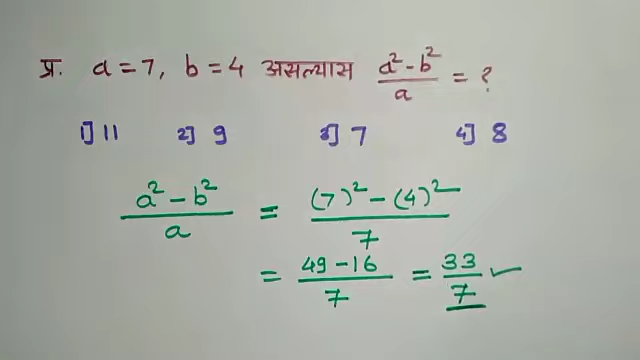 प्र. a = 7, b = 4 असल्यास (a² - b²)/a = ?
1] 11 2] 9 3] 7 4] 8
(a² - b²)/a = ((7)² - (4)²)/7
= (49 - 16)/7 = 33/7 ✓